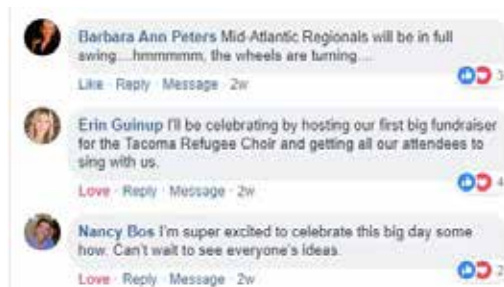 Barbara Ann Peters Mid-Atlantic Regionals will be in full
swing....hmmmmm, the wheels are turning....
Like · Reply · Message · 2w
3
Erin Guinup I'll be celebrating by hosting our first big fundraiser
for the Tacoma Refugee Choir and getting all our attendees to
sing with us.
4
Love · Reply · Message · 2w
Nancy Bos I'm super excited to celebrate this big day some
how. Can't wait to see everyone's ideas.
2
Love · Reply · Message · 2w